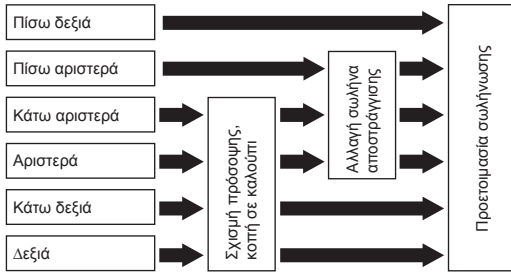 Πίσω δεξιά
Πίσω αριστερά
Κάτω αριστερά
Αριστερά
Κάτω δεξιά
Δεξιά
Σχισμή πρόσοψης,
κοπή σε καλούπι
Αλλαγή σωλήνα
αποστράγγισης
Προετοιμασία σωλήνωσης